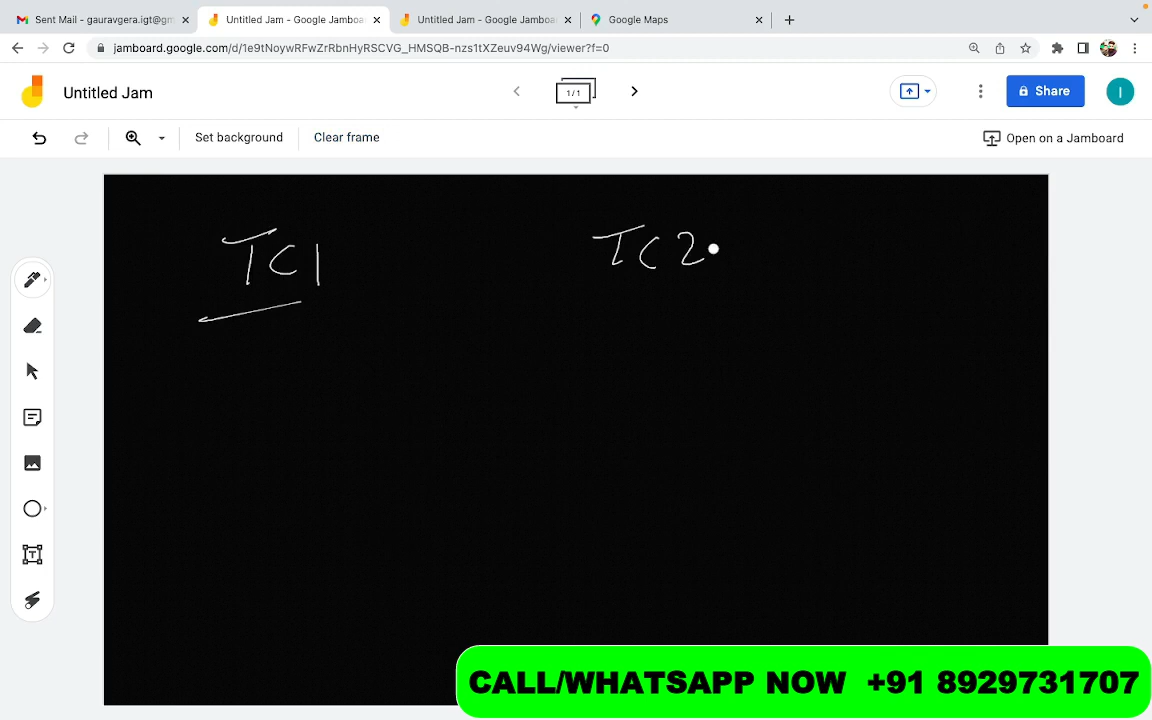 Sent Mail - gauravgera.igt@gm
Untitled Jam - Google Jamboa
Untitled Jam - Google Jamboa
Google Maps
jamboard.google.com/d/1e9tNoywRFwZrRbnHyRSCVG_HMSQB-nzs1tXZeuv94Wg/viewer?f=0
Untitled Jam
1/1
Share
I
Set background
Clear frame
Open on a Jamboard
TC1
TC2
T
CALL/WHATSAPP NOW +91 8929731707